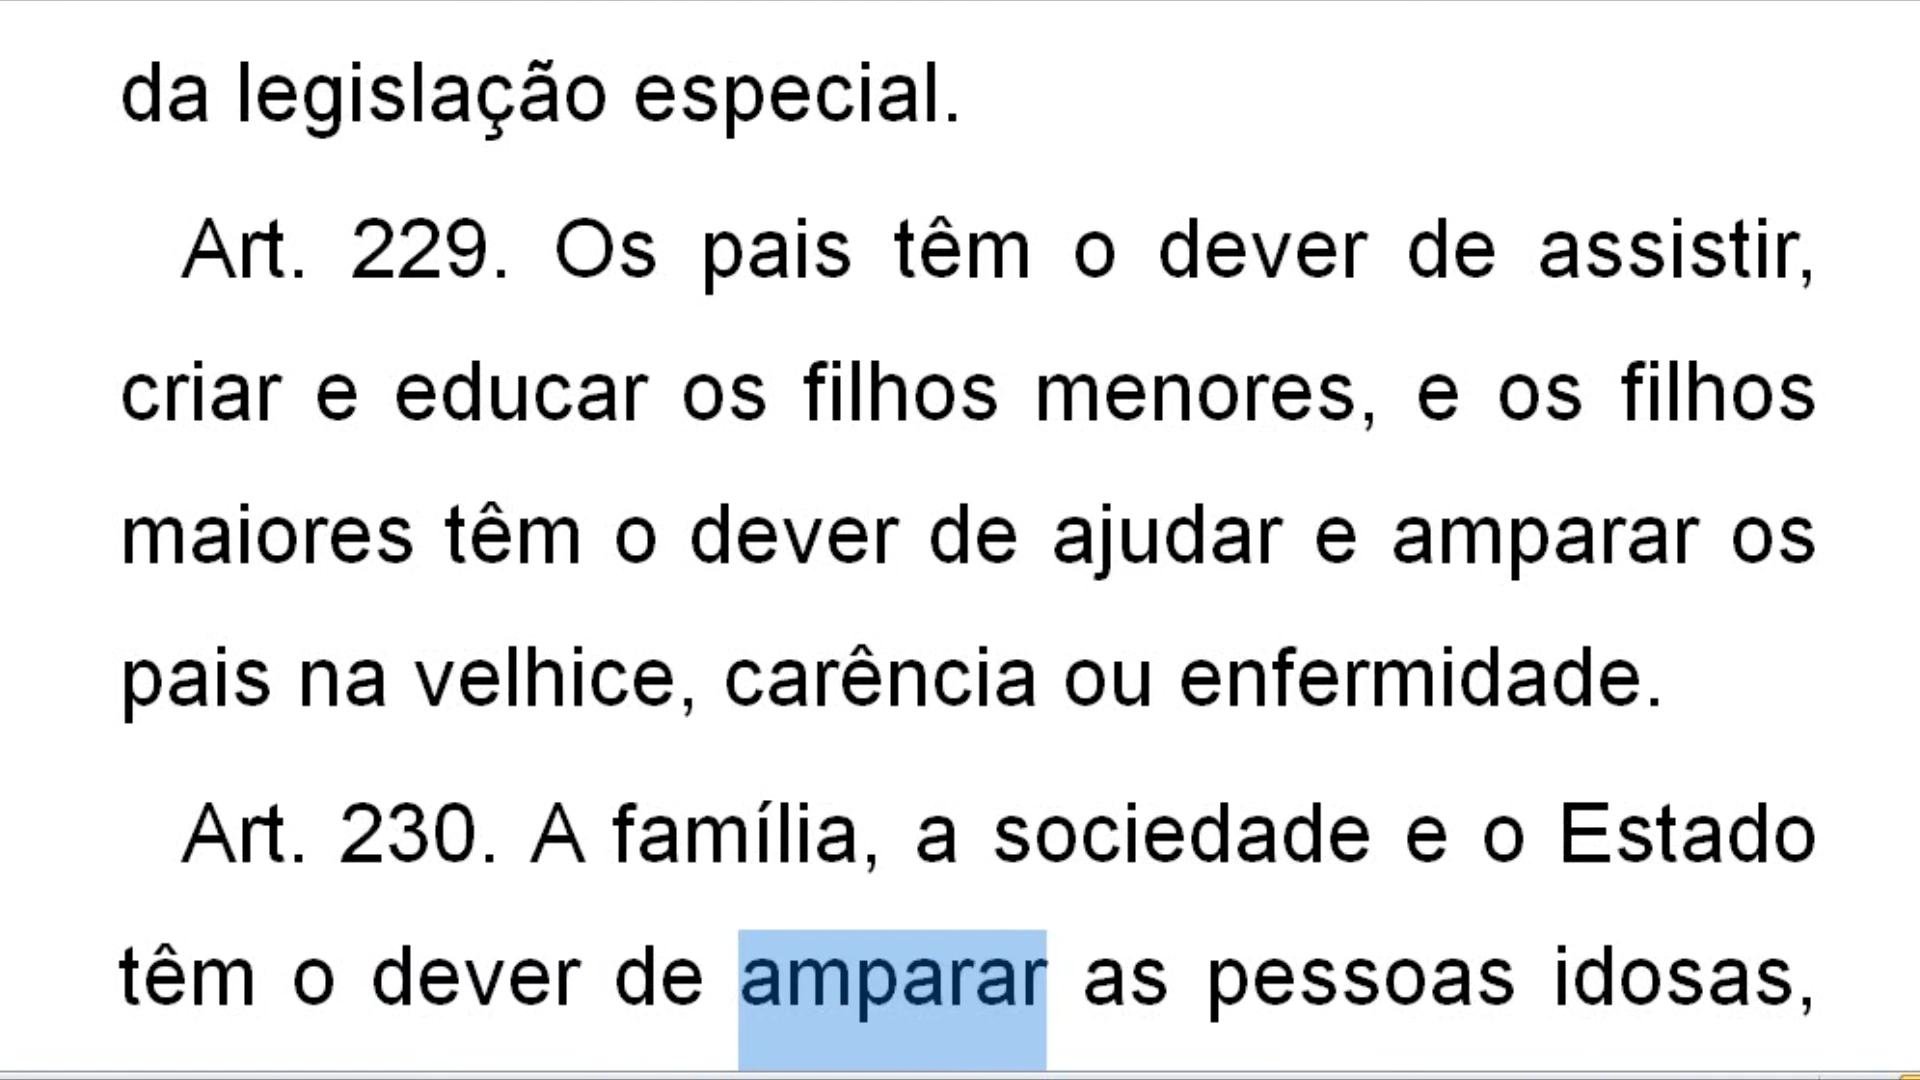 da legislação especial.
Art. 229. Os pais têm o dever de assistir,
criar e educar os filhos menores, e os filhos
maiores têm o dever de ajudar e amparar os
pais na velhice, carência ou enfermidade.
Art. 230. A família, a sociedade e o Estado
têm o dever de amparar as pessoas idosas,